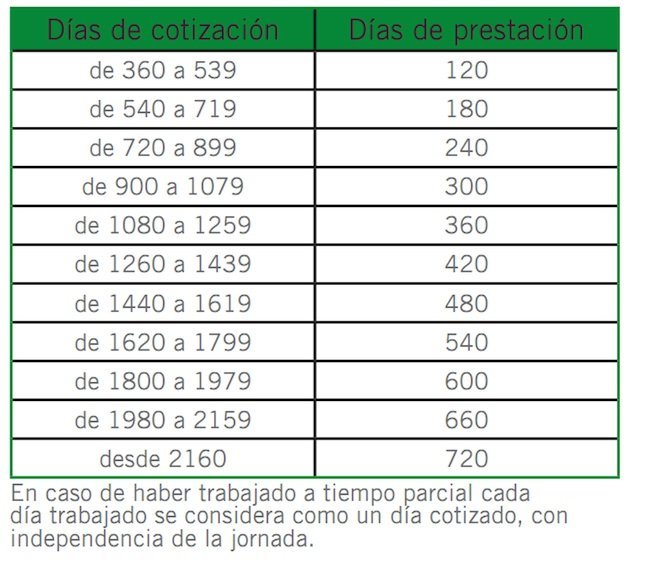 Días de cotización Días de prestación
de 360 a 539 120
de 540 a 719 180
de 720 a 899 240
de 900 a 1079 300
de 1080 a 1259 360
de 1260 a 1439 420
de 1440 a 1619 480
de 1620 a 1799 540
de 1800 a 1979 600
de 1980 a 2159 660
desde 2160 720
En caso de haber trabajado a tiempo parcial cada
día trabajado se considera como un día cotizado, con
independencia de la jornada.